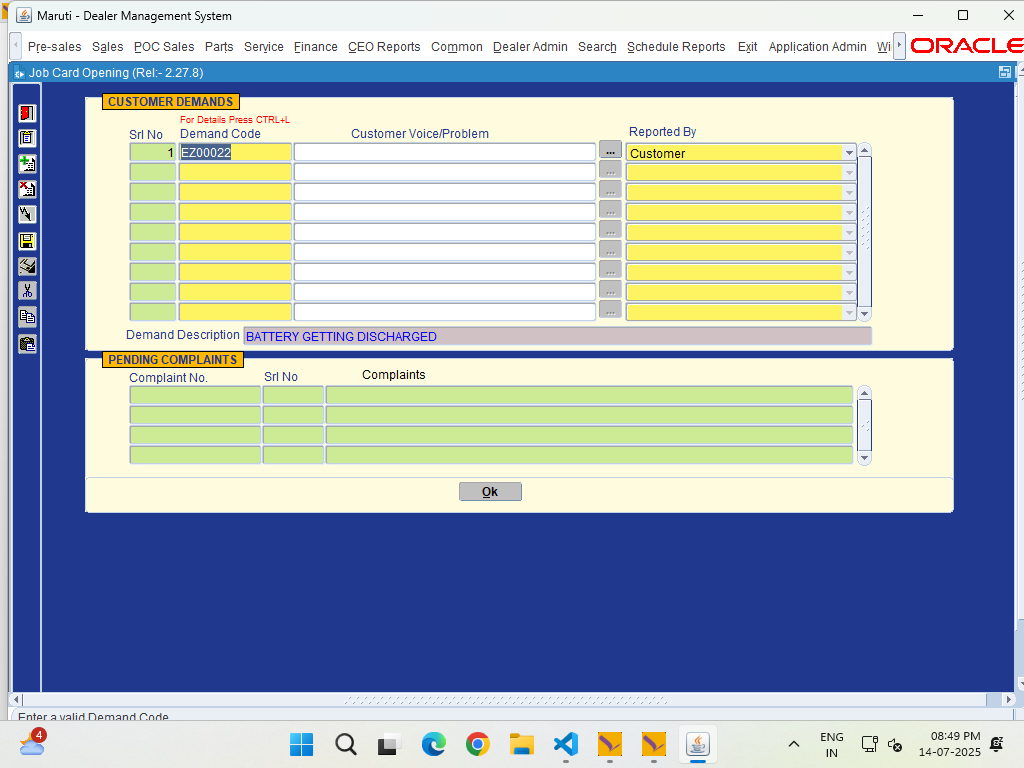 Maruti - Dealer Management System
Pre-sales Sales POC Sales Parts Service Finance CEO Reports Common Dealer Admin Search Schedule Reports Exit Application Admin Wi ORACLE
Job Card Opening (Rel:- 2.27.8)
CUSTOMER DEMANDS
For Details Press CTRL+L
Srl No Demand Code Customer Voice/Problem Reported By
1 EZ00022 ... Customer
...
...
...
...
...
...
...
...
Demand Description BATTERY GETTING DISCHARGED
PENDING COMPLAINTS
Complaint No. Srl No Complaints
Ok
Enter a valid Demand Code
4
ENG
IN
08:49 PM
14-07-2025